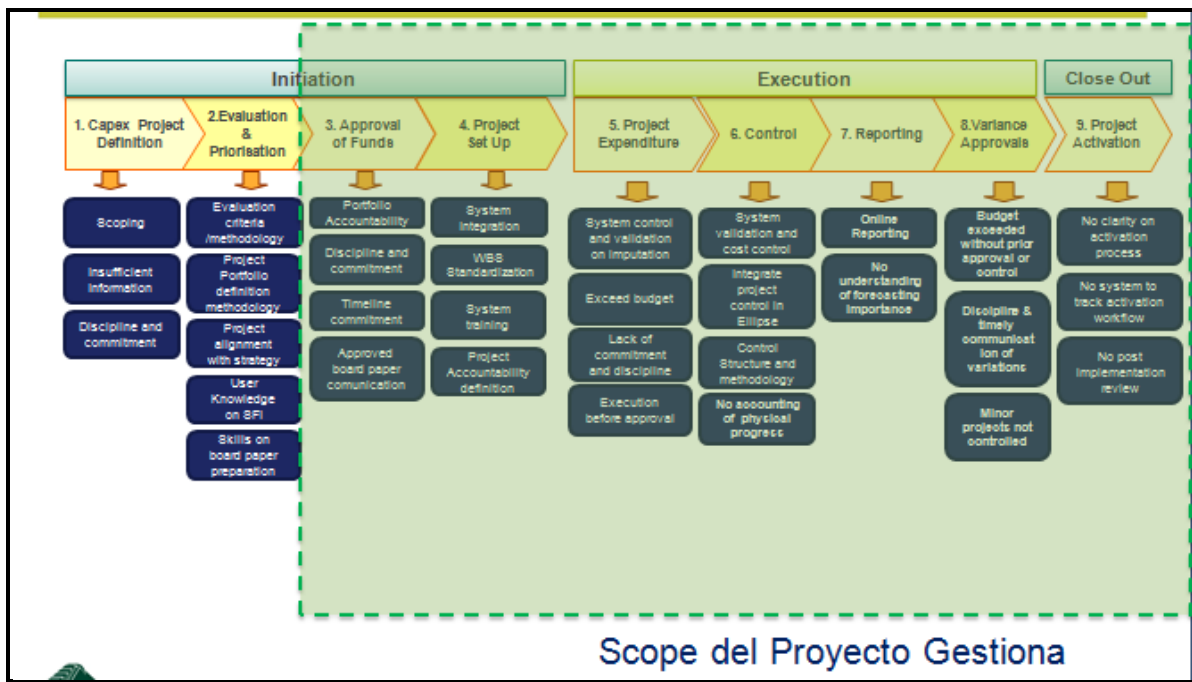 Initiation
Execution
Close Out
1. Capex Project
Definition
2.Evaluation
&
Priorisation
3. Approval
of Funds
4. Project
Set Up
5. Project
Expenditure
6. Control
7. Reporting
8.Variance
Approvals
9. Project
Activation
Scoping
Insufficient
Information
Discipline and
commitment
Evaluation
criteria
/methodology
Project
Portfolio
definition
methodology
Project
alignment
with strategy
User
Knowledge
on SFI
Skills on
board paper
preparation
Portfolio
Accountability
Discipline and
commitment
Timeline
commitment
Approved
board paper
comunication
System
Integration
WBS
Standardization
System
training
Project
Accountability
definition
System control
and validation
on imputation
Exceed budget
Lack of
commitment
and discipline
Execution
before approval
System
validation and
cost control
Integrate
project
control in
Ellipse
Control
Structure and
methodology
No accounting
of physical
progress
Online
Reporting
No
understanding
of forecasting
importance
Budget
exceeded
without prior
approval or
control
Discipline &
timely
communicat
ion of
variations
Minor
projects not
controlled
No clarity on
activation
process
No system to
track activation
workflow
No post
implementation
review
Scope del Proyecto Gestiona